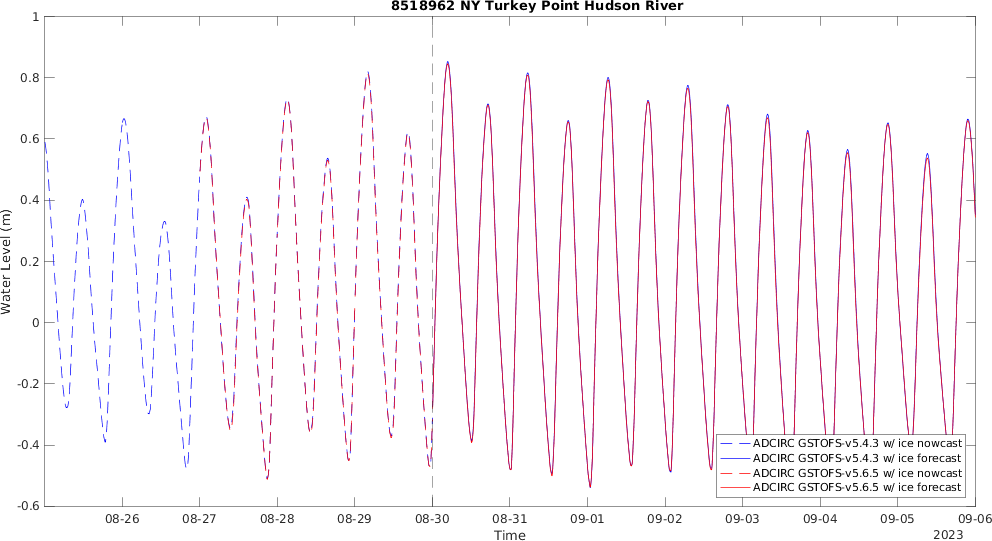 8518962 NY Turkey Point Hudson River
Water Level (m)
1
0.8
0.6
0.4
0.2
0
-0.2
-0.4
-0.6
ADCIRC GSTOFS-v5.4.3 w/ ice nowcast
ADCIRC GSTOFS-v5.4.3 w/ ice forecast
ADCIRC GSTOFS-v5.6.5 w/ ice nowcast
ADCIRC GSTOFS-v5.6.5 w/ ice forecast
08-26 08-27 08-28 08-29 08-30 08-31 09-01 09-02 09-03 09-04 09-05 09-06
Time
2023